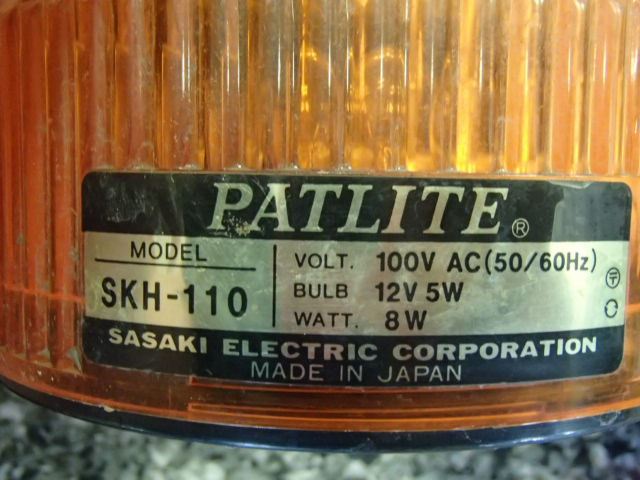 PATLITE®
MODEL
SKH-110
VOLT. 100V AC(50/60Hz)
BULB 12V 5W
WATT. 8W
SASAKI ELECTRIC CORPORATION
MADE IN JAPAN